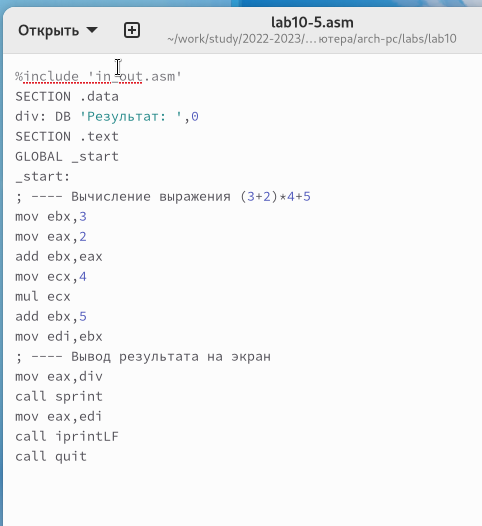 Открыть
lab10-5.asm
~/work/study/2022-2023/…ютера/arch-pc/labs/lab10
%include 'in_out.asm'
SECTION .data
div: DB 'Результат: ',0
SECTION .text
GLOBAL _start
_start:
; ---- Вычисление выражения (3+2)*4+5
mov ebx,3
mov eax,2
add ebx,eax
mov ecx,4
mul ecx
add ebx,5
mov edi,ebx
; ---- Вывод результата на экран
mov eax,div
call sprint
mov eax,edi
call iprintLF
call quit